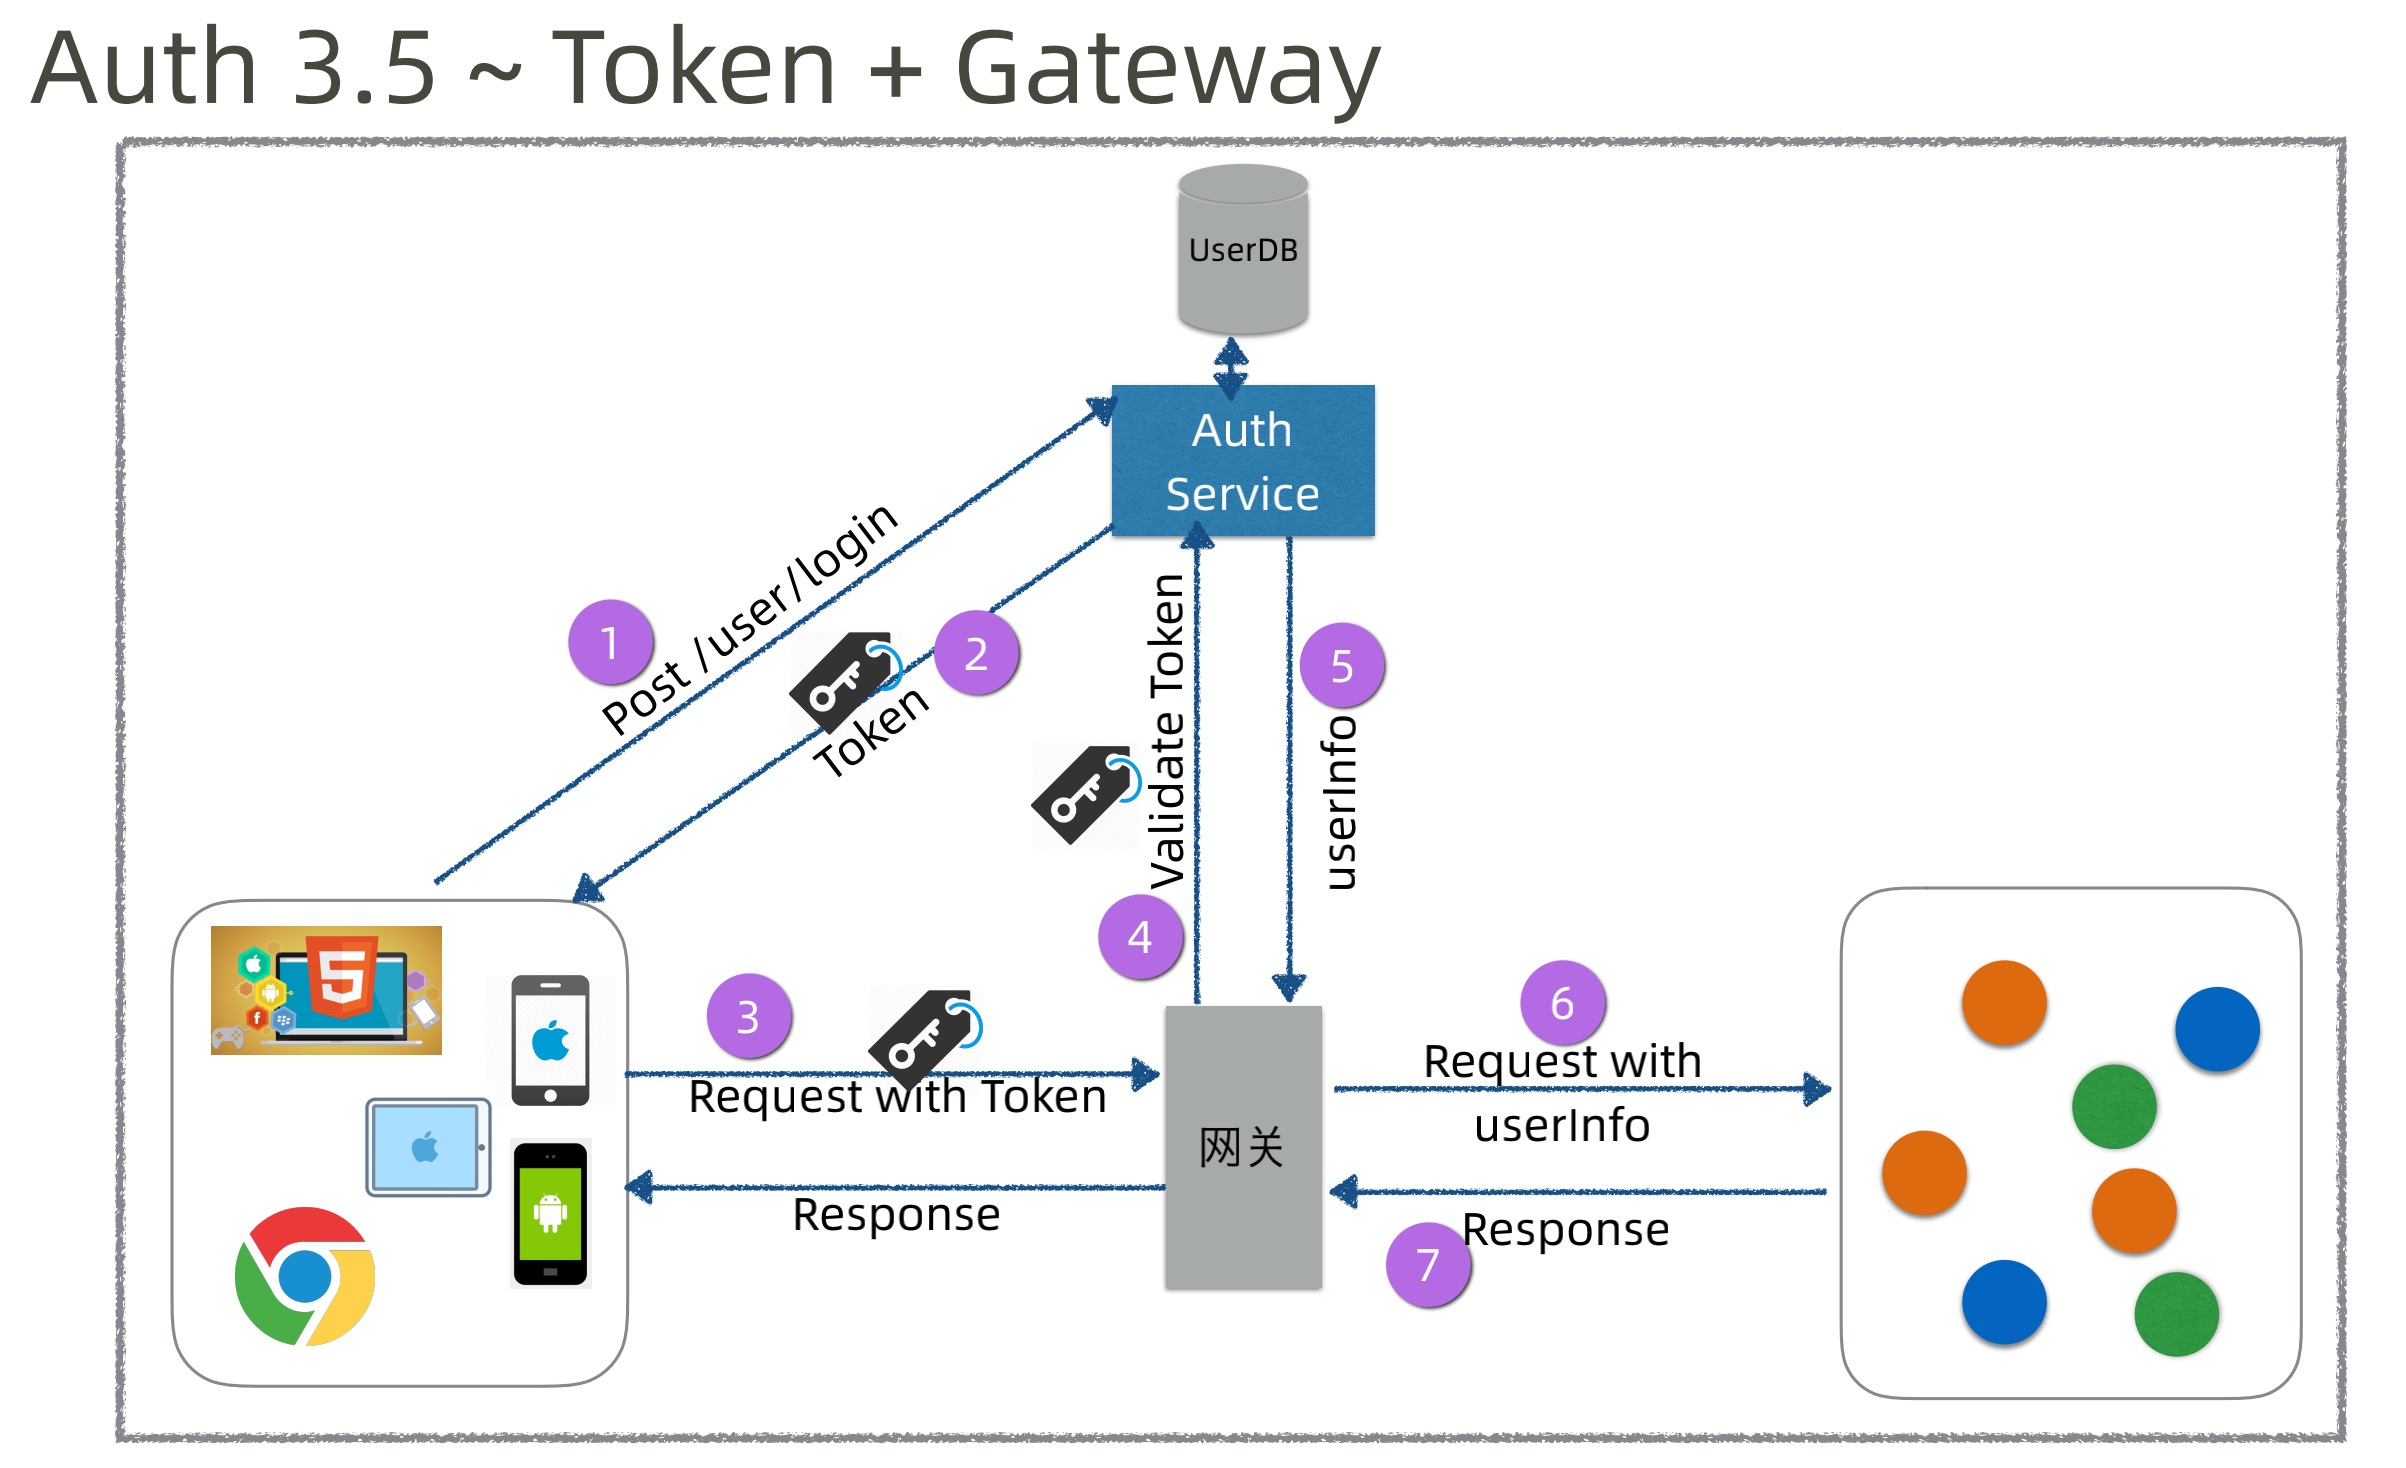 Auth 3.5 ~ Token + Gateway
UserDB
Auth
Service
1
Post /user/login
2
Token
Validate Token
4
5
userInfo
3
Request with Token
Response
网关
6
Request with
userInfo
Response
7
5
f